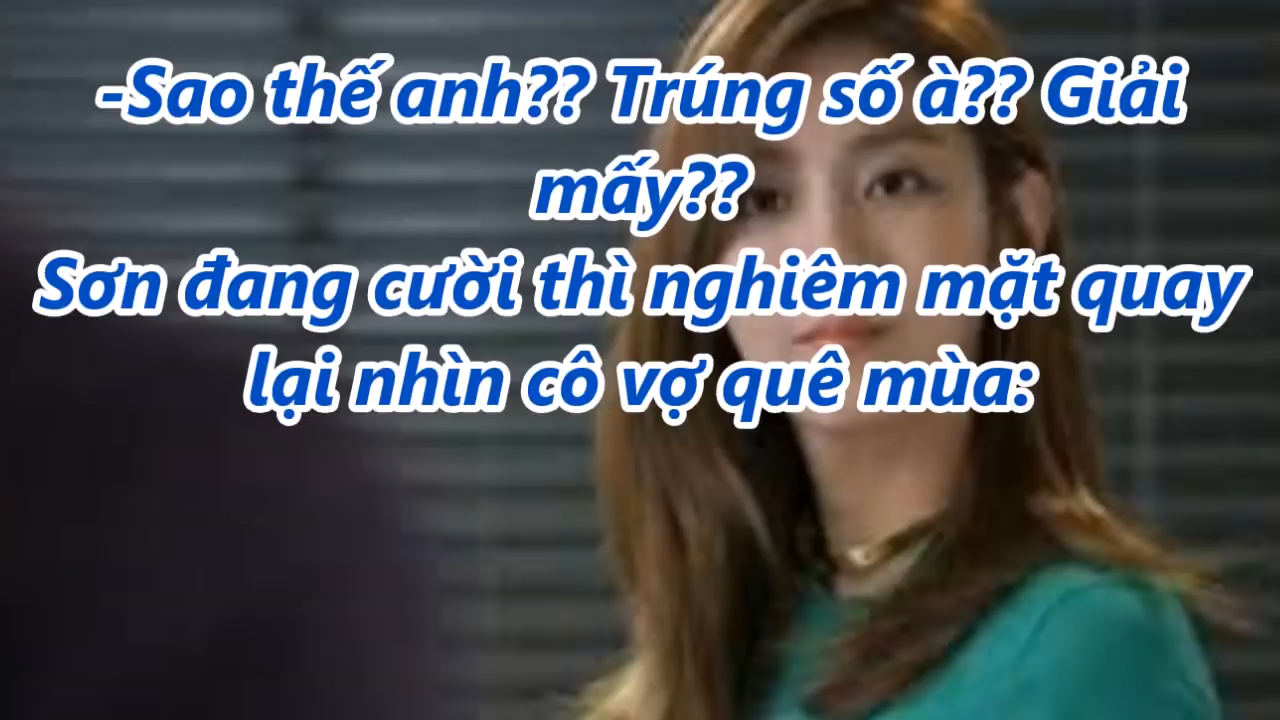 -Sao thế anh?? Trúng số à?? Giải
mấy??
Sơn đang cười thì nghiêm mặt quay
lại nhìn cô vợ quê mùa: